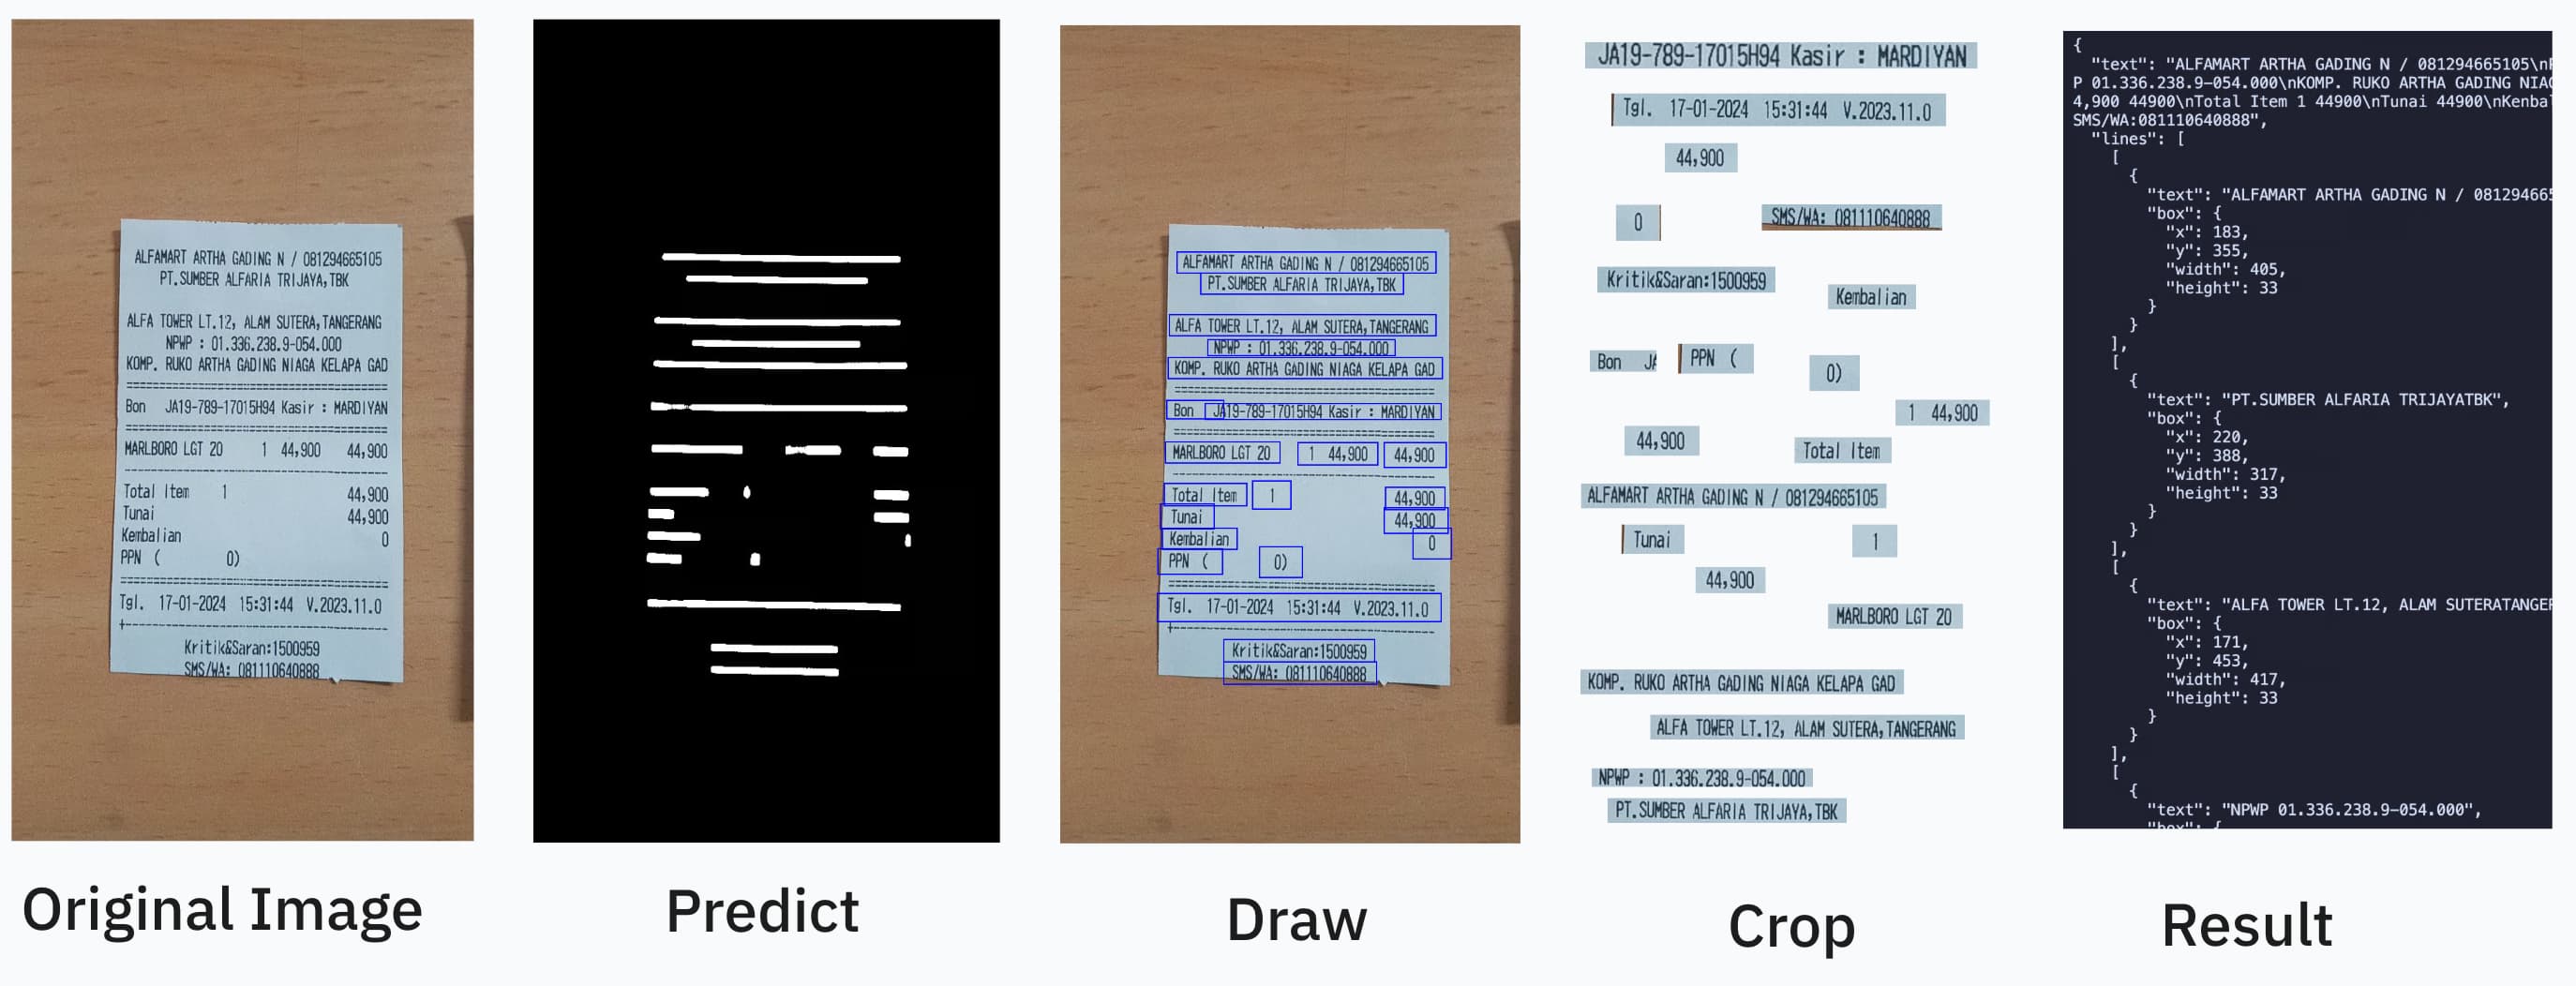 ALFAMART ARTHA GADING N / 081294665105
PT.SUMBER ALFARIA TRIJAYA,TBK
ALFA TOWER LT.12, ALAM SUTERA,TANGERANG
NPWP : 01.336.238.9-054.000
KOMP. RUKO ARTHA GADING NIAGA KELAPA GAD
Bon JA19-789-17015H94 Kasir : MARDIYAN
MARLBORO LGT 20 1 44,900 44,900
Total Item 1 44,900
Tunai 44,900
Kembalian 0
PPN ( 0)
Tgl. 17-01-2024 15:31:44 V.2023.11.0
Kritik&Saran:1500959
SMS/WA: 081110640888
Original Image
Predict
ALFAMART ARTHA GADING N / 081294665105
PT.SUMBER ALFARIA TRIJAYA,TBK
ALFA TOWER LT.12, ALAM SUTERA,TANGERANG
NPWP : 01.336.238.9-054.000
KOMP. RUKO ARTHA GADING NIAGA KELAPA GAD
Bon JA19-789-17015H94 Kasir : MARDIYAN
MARLBORO LGT 20 1 44,900 44,900
Total Item 1 44,900
Tunai 44,900
Kembalian 0
PPN ( 0)
Tgl. 17-01-2024 15:31:44 V.2023.11.0
Kritik&Saran:1500959
SMS/WA: 081110640888
Draw
JA19-789-17015H94 Kasir : MARDIYAN
Tgl. 17-01-2024 15:31:44 V.2023.11.0
44,900
0 SMS/WA: 081110640888
Kritik&Saran:1500959
Kembalian
Bon JA PPN ( 0)
1 44,900
44,900 Total Item
ALFAMART ARTHA GADING N / 081294665105
Tunai 1
44,900
MARLBORO LGT 20
KOMP. RUKO ARTHA GADING NIAGA KELAPA GAD
ALFA TOWER LT.12, ALAM SUTERA,TANGERANG
NPWP : 01.336.238.9-054.000
PT.SUMBER ALFARIA TRIJAYA,TBK
Crop
{
"text": "ALFAMART ARTHA GADING N / 081294665105\n
P 01.336.238.9-054.000\nKOMP. RUKO ARTHA GADING NIA
4,900 44900\nTotal Item 1 44900\nTunai 44900\nKenba
SMS/WA:081110640888",
"lines": [
[
{
"text": "ALFAMART ARTHA GADING N / 08129466
"box": {
"x": 183,
"y": 355,
"width": 405,
"height": 33
}
}
],
[
{
"text": "PT.SUMBER ALFARIA TRIJAYATBK",
"box": {
"x": 220,
"y": 388,
"width": 317,
"height": 33
}
}
],
[
{
"text": "ALFA TOWER LT.12, ALAM SUTERATANGE
"box": {
"x": 171,
"y": 453,
"width": 417,
"height": 33
}
}
],
[
{
"text": "NPWP 01.336.238.9-054.000",
"box": {
Result